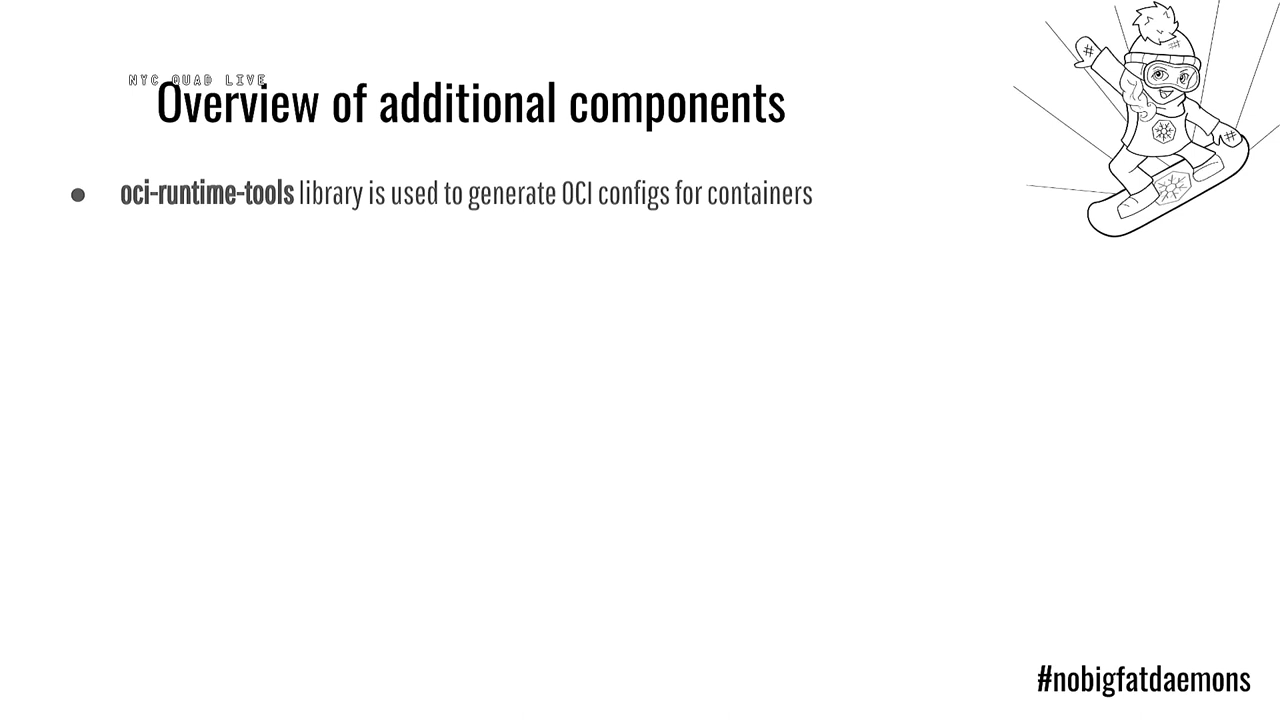 NYC QUAD LIVE
Overview of additional components
● oci-runtime-tools library is used to generate OCI configs for containers
#nobigfatdaemons